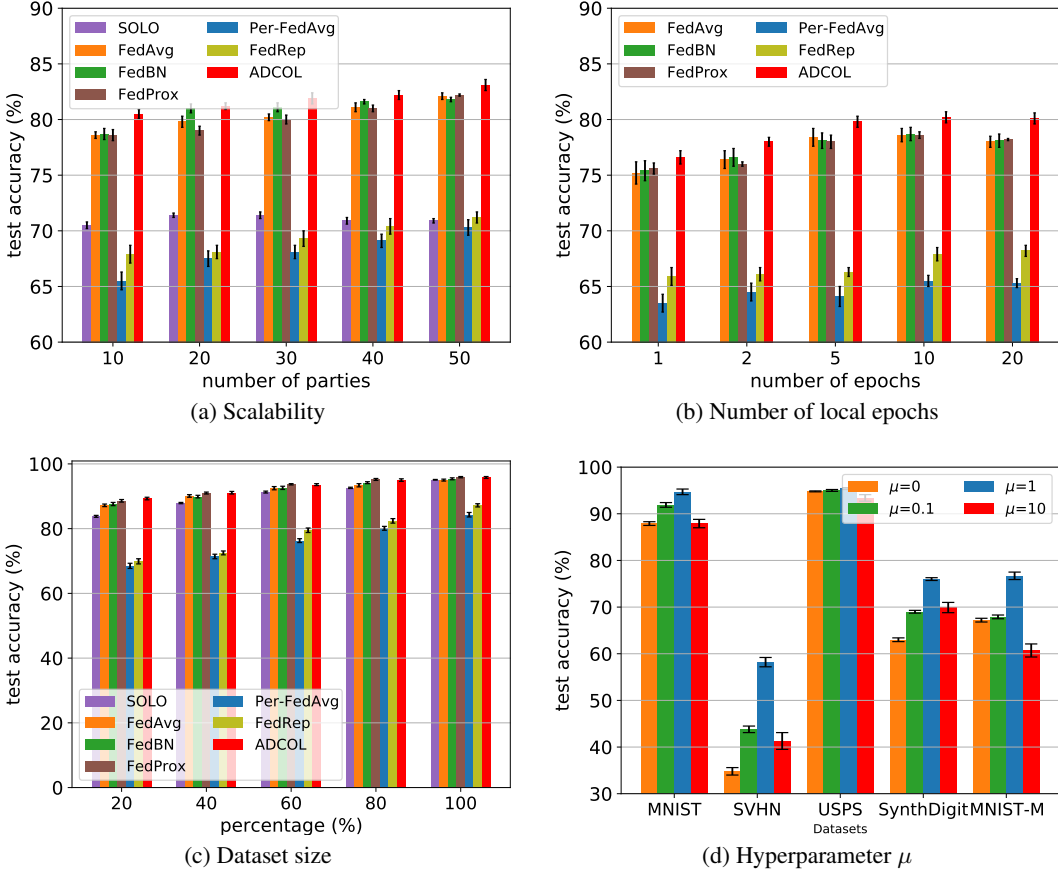 90
85
80
75
70
65
60
test accuracy (%)
SOLO
FedAvg
FedBN
FedProx
Per-FedAvg
FedRep
ADCOL
10 20 30 40 50
number of parties
(a) Scalability
90
85
80
75
70
65
60
test accuracy (%)
FedAvg
FedBN
FedProx
Per-FedAvg
FedRep
ADCOL
1 2 5 10 20
number of epochs
(b) Number of local epochs
100
80
60
40
20
0
test accuracy (%)
SOLO
FedAvg
FedBN
FedProx
Per-FedAvg
FedRep
ADCOL
20 40 60 80 100
percentage (%)
(c) Dataset size
100
90
80
70
60
50
40
30
test accuracy (%)
μ=0
μ=0.1
μ=1
μ=10
MNIST SVHN USPS SynthDigit MNIST-M
Datasets
(d) Hyperparameter μ